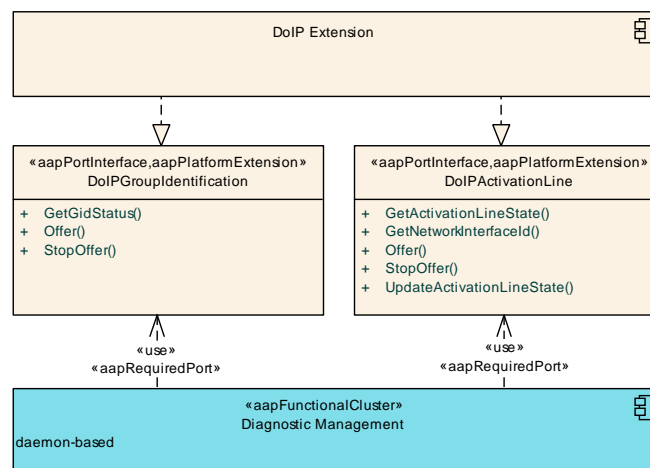 DoIP Extension
«aapPortInterface,aapPlatformExtension»
DoIPGroupIdentification
+ GetGidStatus()
+ Offer()
+ StopOffer()
«aapPortInterface,aapPlatformExtension»
DoIPActivationLine
+ GetActivationLineState()
+ GetNetworkInterfaceId()
+ Offer()
+ StopOffer()
+ UpdateActivationLineState()
«use»
«aapRequiredPort»
«use»
«aapRequiredPort»
«aapFunctionalCluster»
Diagnostic Management
daemon-based